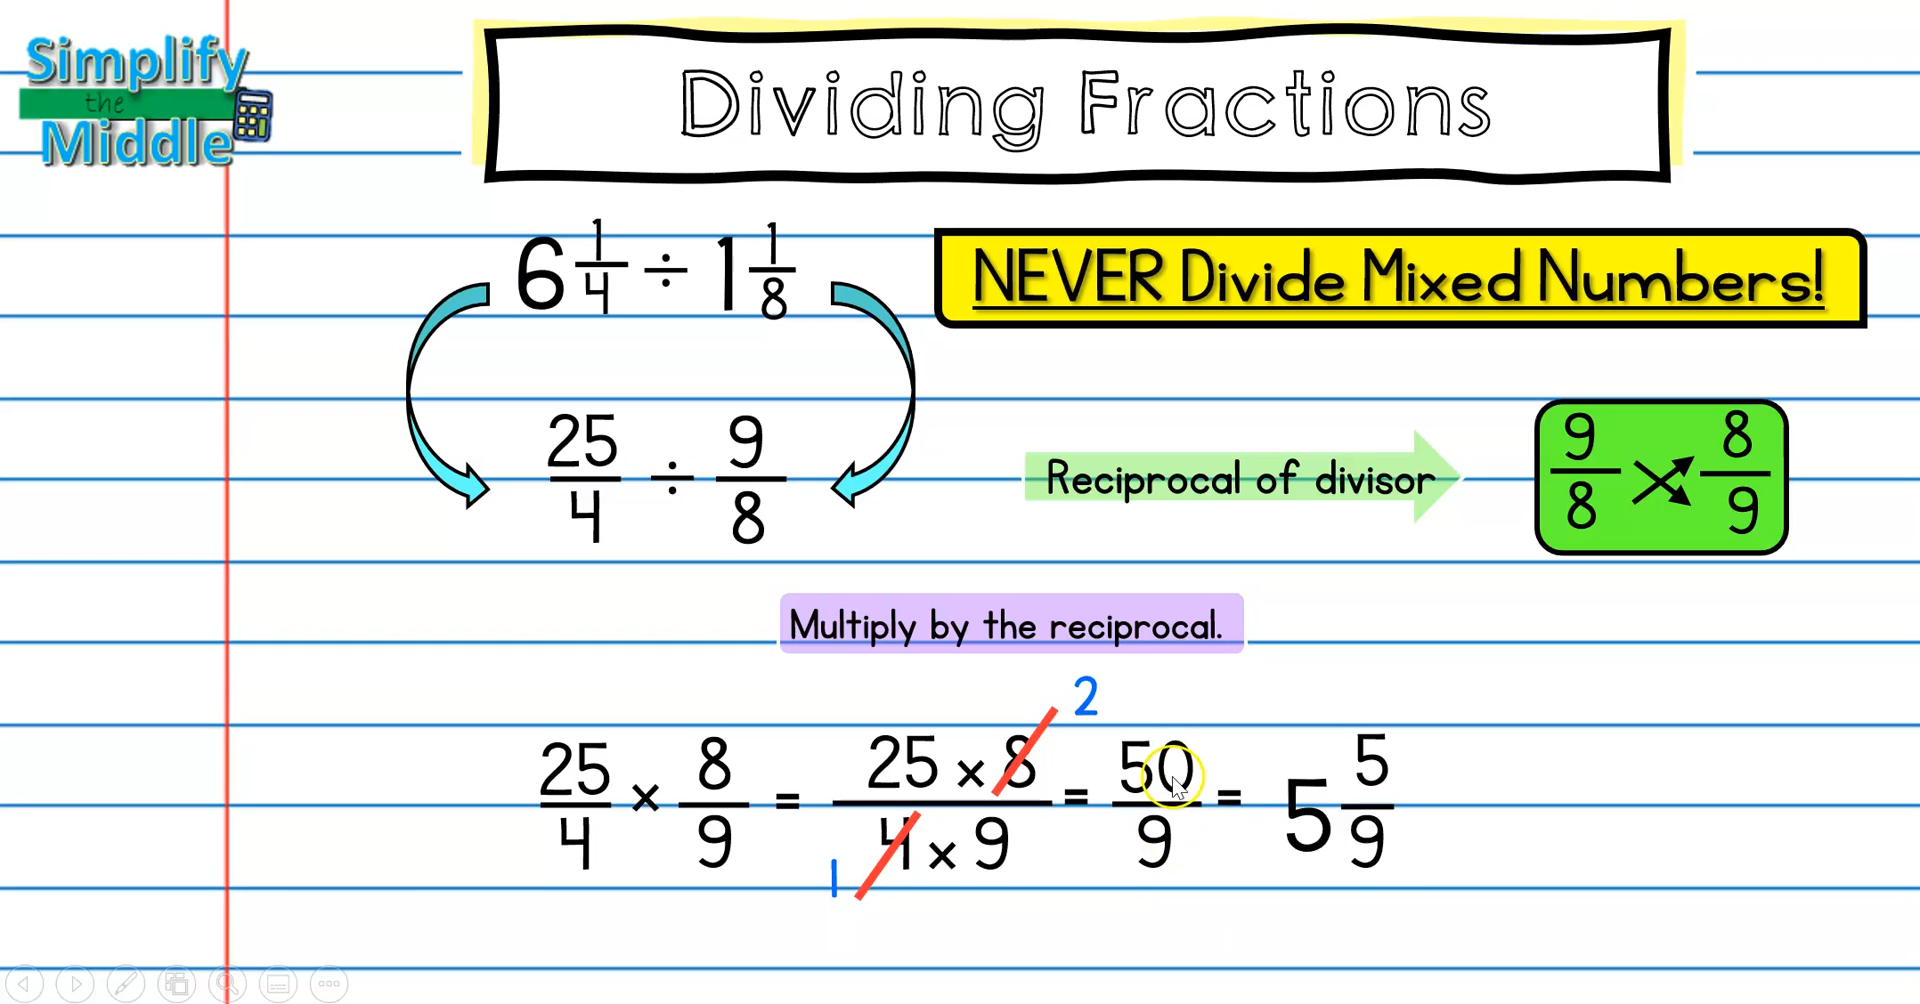 Simplify
the
Middle
Dividing Fractions
6 1/4 ÷ 1 1/8
NEVER Divide Mixed Numbers!
25/4 ÷ 9/8
Reciprocal of divisor
9/8 8/9
Multiply by the reciprocal.
2
25/4 × 8/9 = 25 × 8/4 × 9 = 50/9 = 5 5/9
1